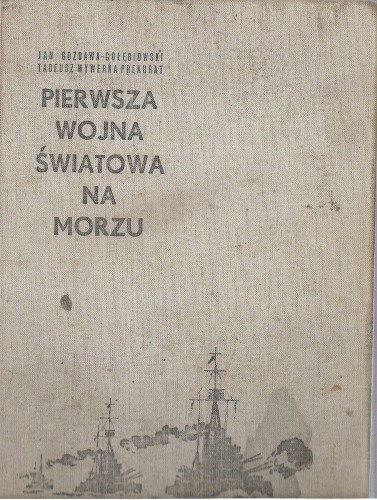 JAN GOZDAWA-GOŁĘBIOWSKI
TADEUSZ WYWERKA PREKURAT
PIERWSZA
WOJNA
ŚWIATOWA
NA
MORZU